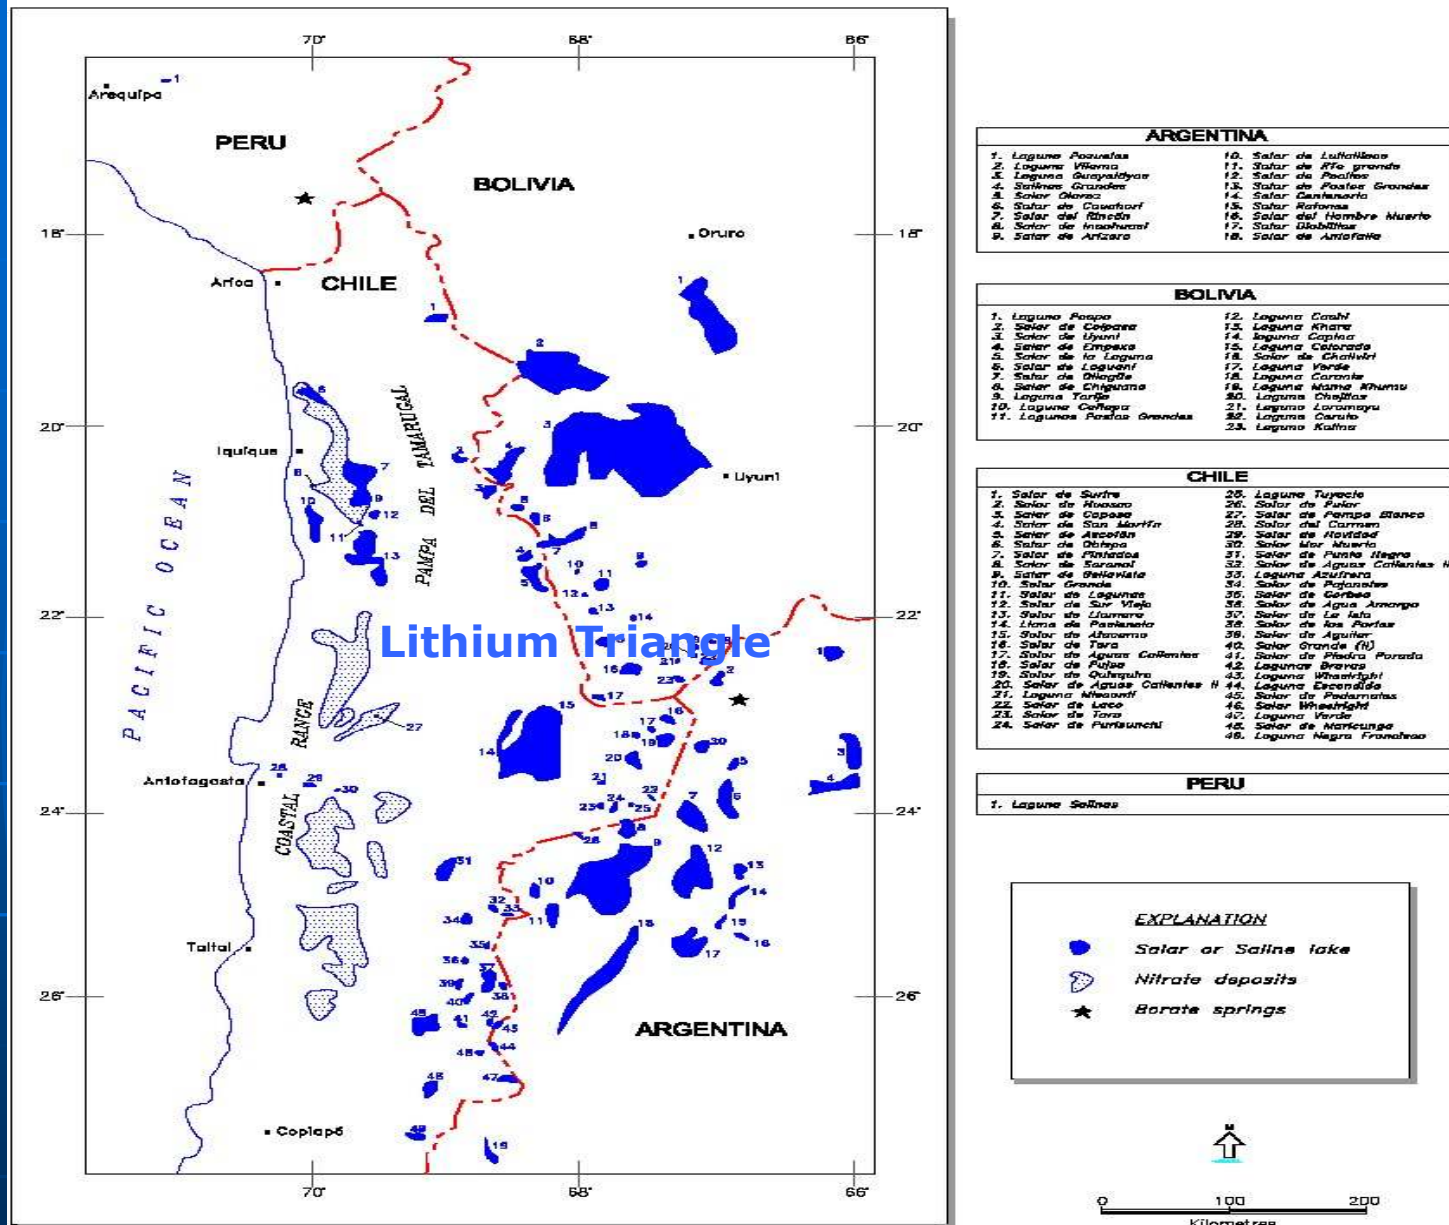 70°
68°
66°
Arequipa
1
PERU
BOLIVIA
18°
Oruro
Arica
CHILE
PAMPA DEL TAMARUGAL
20°
Iquique
Uyuni
PACIFIC OCEAN
22°
Lithium Triangle
COASTAL RANGE
Antofagasta
24°
Taltal
26°
ARGENTINA
Copiapó
70°
68°
66°
ARGENTINA
1. Laguna Pozuelos
2. Laguna Vilama
3. Laguna Guayatayoc
4. Salinas Grandes
5. Salar Olaroz
6. Salar de Cauchari
7. Salar del Rincón
8. Salar de Incahuasi
9. Salar de Arizaro
10. Salar de Llullaillaco
11. Salar de Río grande
12. Salar de Pocitos
13. Salar de Pastos Grandes
14. Salar Centenario
15. Salar Ratones
16. Salar del Hombre Muerto
17. Salar Diablillos
18. Salar de Antofalla
BOLIVIA
1. Laguna Poopo
2. Salar de Coipasa
3. Salar de Uyuni
4. Salar de Empexa
5. Salar de la Laguna
6. Salar de Laguani
7. Salar de Ollagüe
8. Salar de Chiguana
9. Laguna Tarija
10. Laguna Cañapa
11. Lagunas Pastos Grandes
12. Laguna Cachi
13. Laguna Khara
14. laguna Capina
15. Laguna Colorada
16. Salar de Challviri
17. Laguna Verde
18. Laguna Corante
19. Laguna Mama Khumu
20. Laguna Chojllas
21. Laguna Loromayu
22. Laguna Coruto
23. Laguna Kalina
CHILE
1. Salar de Surire
2. Salar de Huasco
3. Salar de Coposa
4. Salar de San Martín
5. Salar de Ascotán
6. Salar de Obispo
7. Salar de Pintados
8. Salar de Soronal
9. Salar de Bellavista
10. Salar Grande
11. Salar de Lagunas
12. Salar de Sur Viejo
13. Salar de Llamara
14. Llano de Paciencia
15. Salar de Atacama
16. Salar de Tara
17. Salar de Aguas Calientes
18. Salar de Pujsa
19. Salar de Quisquiro
20. Salar de Aguas Calientes II
21. Laguna Miscanti
22. Salar de Laco
23. Salar de Tara
24. Salar de Purisunchi
25. Laguna Tuyacto
26. Salar de Pular
27. Salar de Pampa Blanca
28. Salar del Carmen
29. Salar de Navidad
30. Salar Mar Muerto
31. Salar de Punta Negra
32. Salar de Aguas Calientes
33. Laguna Azufrera
34. Salar de Pajonales
35. Salar de Gorbea
36. Salar de Agua Amarga
37. Salar de La Isla
38. Salar de las Parias
39. Salar de Aguilar
40. Salar Grande (II)
41. Salar de Piedra Parada
42. Lagunas Bravas
43. Laguna Wheelright
44. Laguna Escondida
45. Salar de Pedernales
46. Salar Wheelright
47. Laguna Verde
48. Salar de Maricunga
49. Laguna Negro Francisco
PERU
1. Laguna Salinas
EXPLANATION
Salar or Saline lake
Nitrate deposits
Borate springs
N
0 100 200
Kilometres